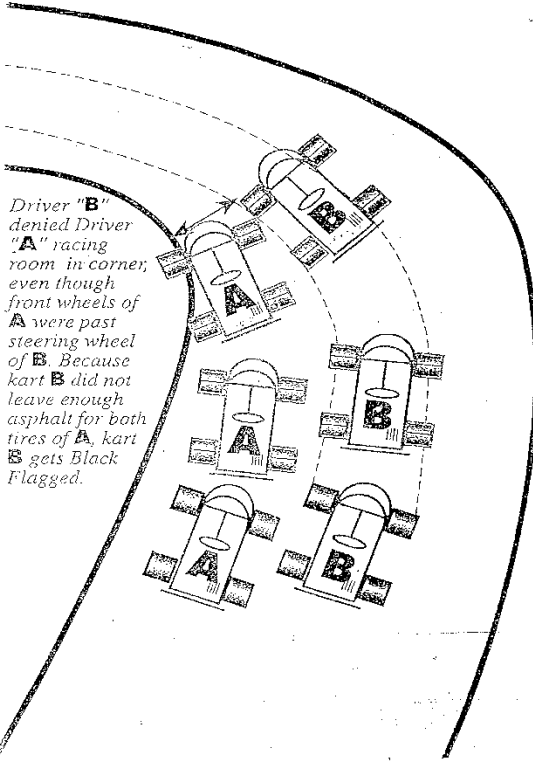 Driver "B"
denied Driver
"A" racing
room in corner,
even though
front wheels of
A were past
steering wheel
of B. Because
kart B did not
leave enough
asphalt for both
tires of A, kart
B gets Black
Flagged.
B
A
B
A
A
B